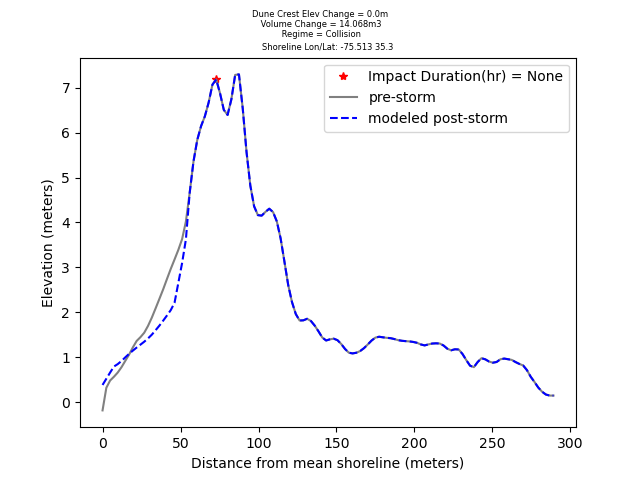 Dune Crest Elev Change = 0.0m
Volume Change = 14.068m3
Regime = Collision
Shoreline Lon/Lat: -75.513 35.3
Impact Duration(hr) = None
pre-storm
modeled post-storm
7
6
5
4
3
2
1
0
Elevation (meters)
0 50 100 150 200 250 300
Distance from mean shoreline (meters)